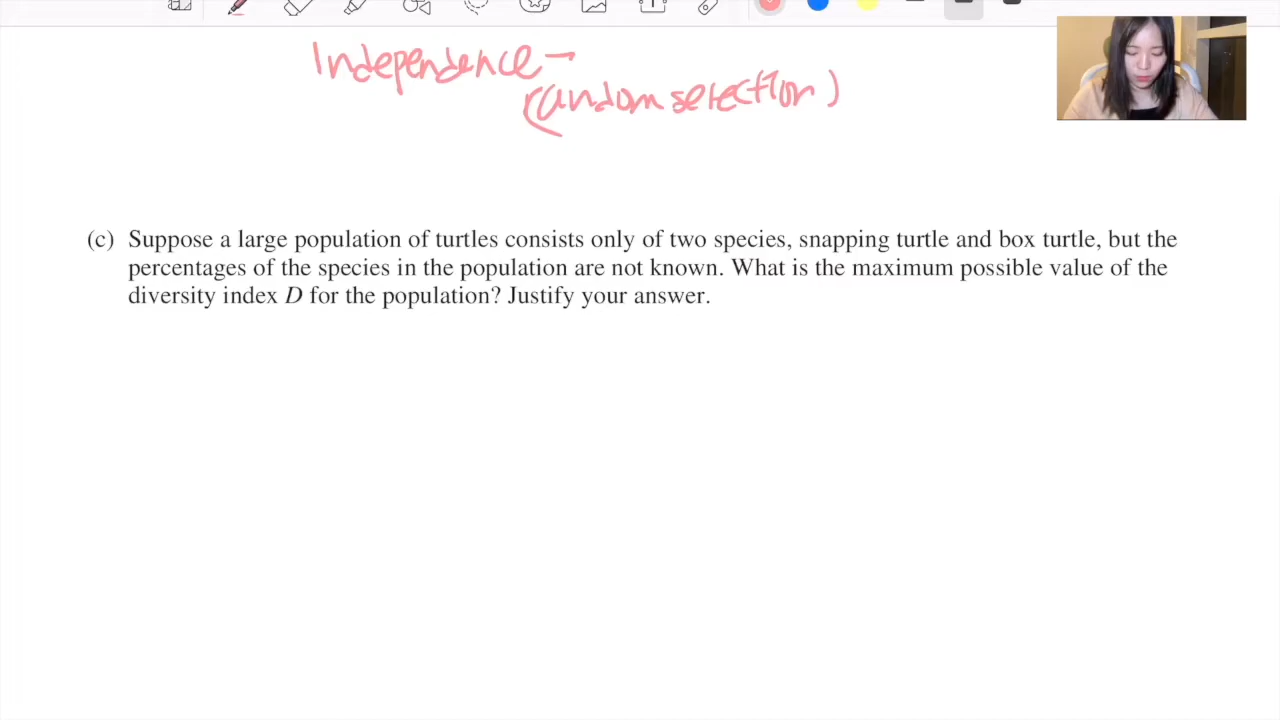 Independence –
(random selection)
(c) Suppose a large population of turtles consists only of two species, snapping turtle and box turtle, but the
percentages of the species in the population are not known. What is the maximum possible value of the
diversity index D for the population? Justify your answer.